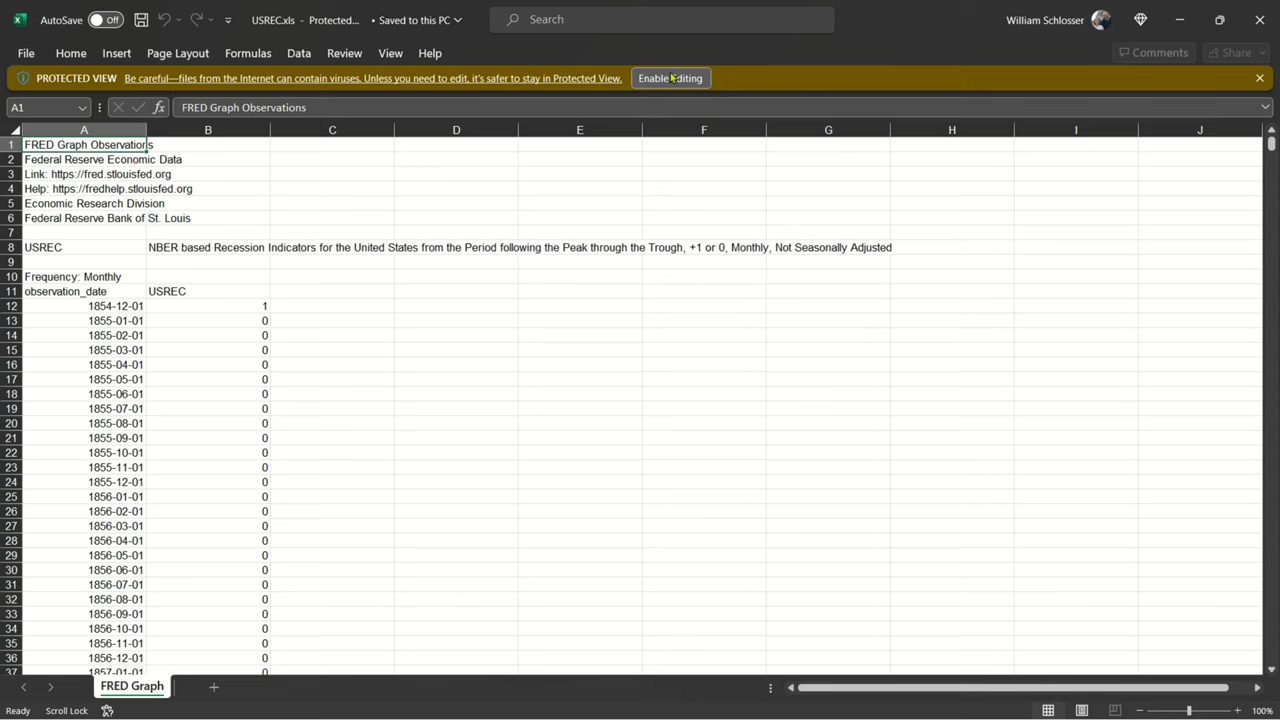 AutoSave Off USREC.xls - Protected... • Saved to this PC Search William Schlosser
File Home Insert Page Layout Formulas Data Review View Help Comments Share
PROTECTED VIEW Be careful—files from the Internet can contain viruses. Unless you need to edit, it's safer to stay in Protected View. Enable Editing
A1 fx FRED Graph Observations
A B C D E F G H I J
1 FRED Graph Observations
2 Federal Reserve Economic Data
3 Link: https://fred.stlouisfed.org
4 Help: https://fredhelp.stlouisfed.org
5 Economic Research Division
6 Federal Reserve Bank of St. Louis
7
8 USREC NBER based Recession Indicators for the United States from the Period following the Peak through the Trough, +1 or 0, Monthly, Not Seasonally Adjusted
9
10 Frequency: Monthly
11 observation_date USREC
12 1854-12-01 1
13 1855-01-01 0
14 1855-02-01 0
15 1855-03-01 0
16 1855-04-01 0
17 1855-05-01 0
18 1855-06-01 0
19 1855-07-01 0
20 1855-08-01 0
21 1855-09-01 0
22 1855-10-01 0
23 1855-11-01 0
24 1855-12-01 0
25 1856-01-01 0
26 1856-02-01 0
27 1856-03-01 0
28 1856-04-01 0
29 1856-05-01 0
30 1856-06-01 0
31 1856-07-01 0
32 1856-08-01 0
33 1856-09-01 0
34 1856-10-01 0
35 1856-11-01 0
36 1856-12-01 0
37 1857-01-01 0
FRED Graph
Ready Scroll Lock 100%